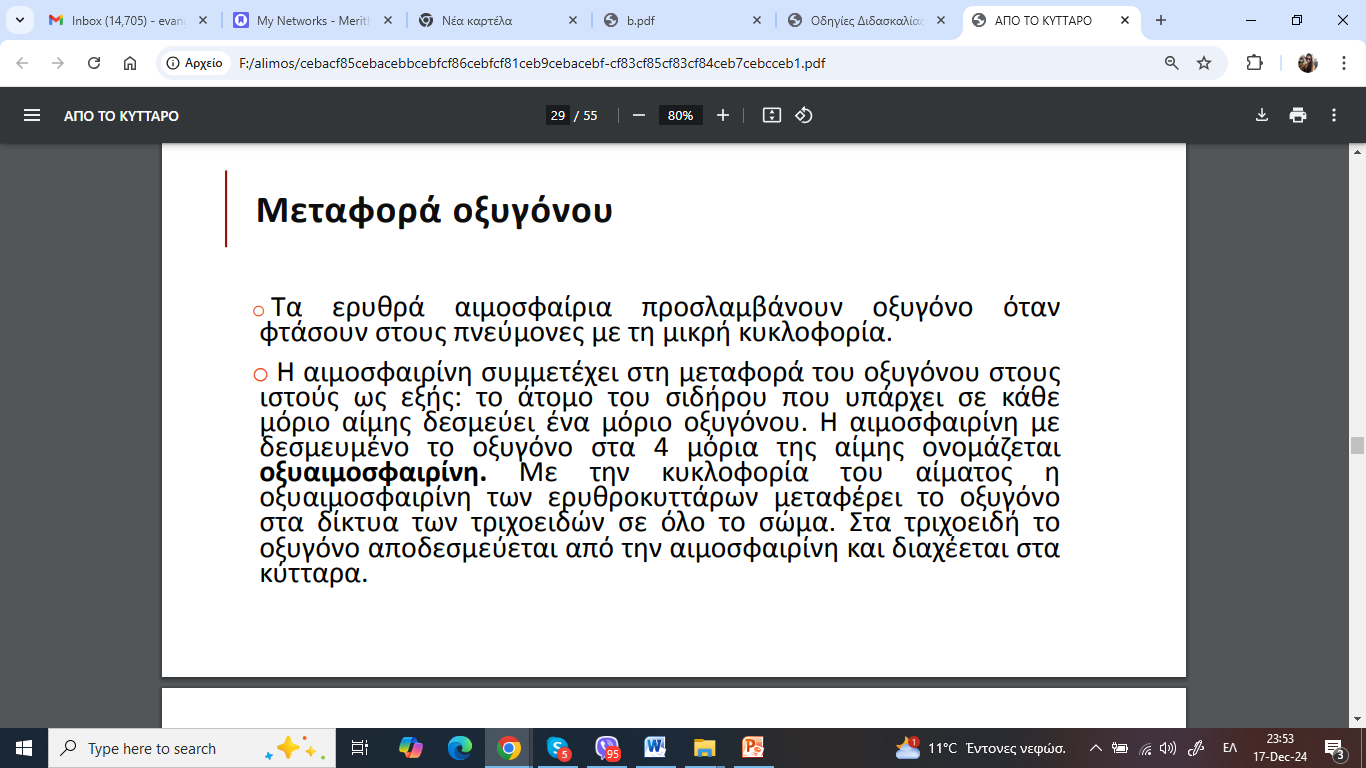 Inbox (14,705) - evan
My Networks - Merith
Νέα καρτέλα
b.pdf
Οδηγίες Διδασκαλίας
ΑΠΟ ΤΟ ΚΥΤΤΑΡΟ
Αρχείο
F:/alimos/cebacf85cebacebbcebfcf86cebfcf81ceb9cebacebf-cf83cf85cf83cf84ceb7cebcceb1.pdf
ΑΠΟ ΤΟ ΚΥΤΤΑΡΟ
29 / 55
80%
Μεταφορά οξυγόνου
Τα ερυθρά αιμοσφαίρια προσλαμβάνουν οξυγόνο όταν
φτάσουν στους πνεύμονες με τη μικρή κυκλοφορία.
Η αιμοσφαιρίνη συμμετέχει στη μεταφορά του οξυγόνου στους
ιστούς ως εξής: το άτομο του σιδήρου που υπάρχει σε κάθε
μόριο αίμης δεσμεύει ένα μόριο οξυγόνου. Η αιμοσφαιρίνη με
δεσμευμένο το οξυγόνο στα 4 μόρια της αίμης ονομάζεται
οξυαιμοσφαιρίνη. Με την κυκλοφορία του αίματος η
οξυαιμοσφαιρίνη των ερυθροκυττάρων μεταφέρει το οξυγόνο
στα δίκτυα των τριχοειδών σε όλο το σώμα. Στα τριχοειδή το
οξυγόνο αποδεσμεύεται από την αιμοσφαιρίνη και διαχέεται στα
κύτταρα.
Type here to search
5
95
1
11°C Έντονες νεφώσ.
ΕΛ
23:53
17-Dec-24
3